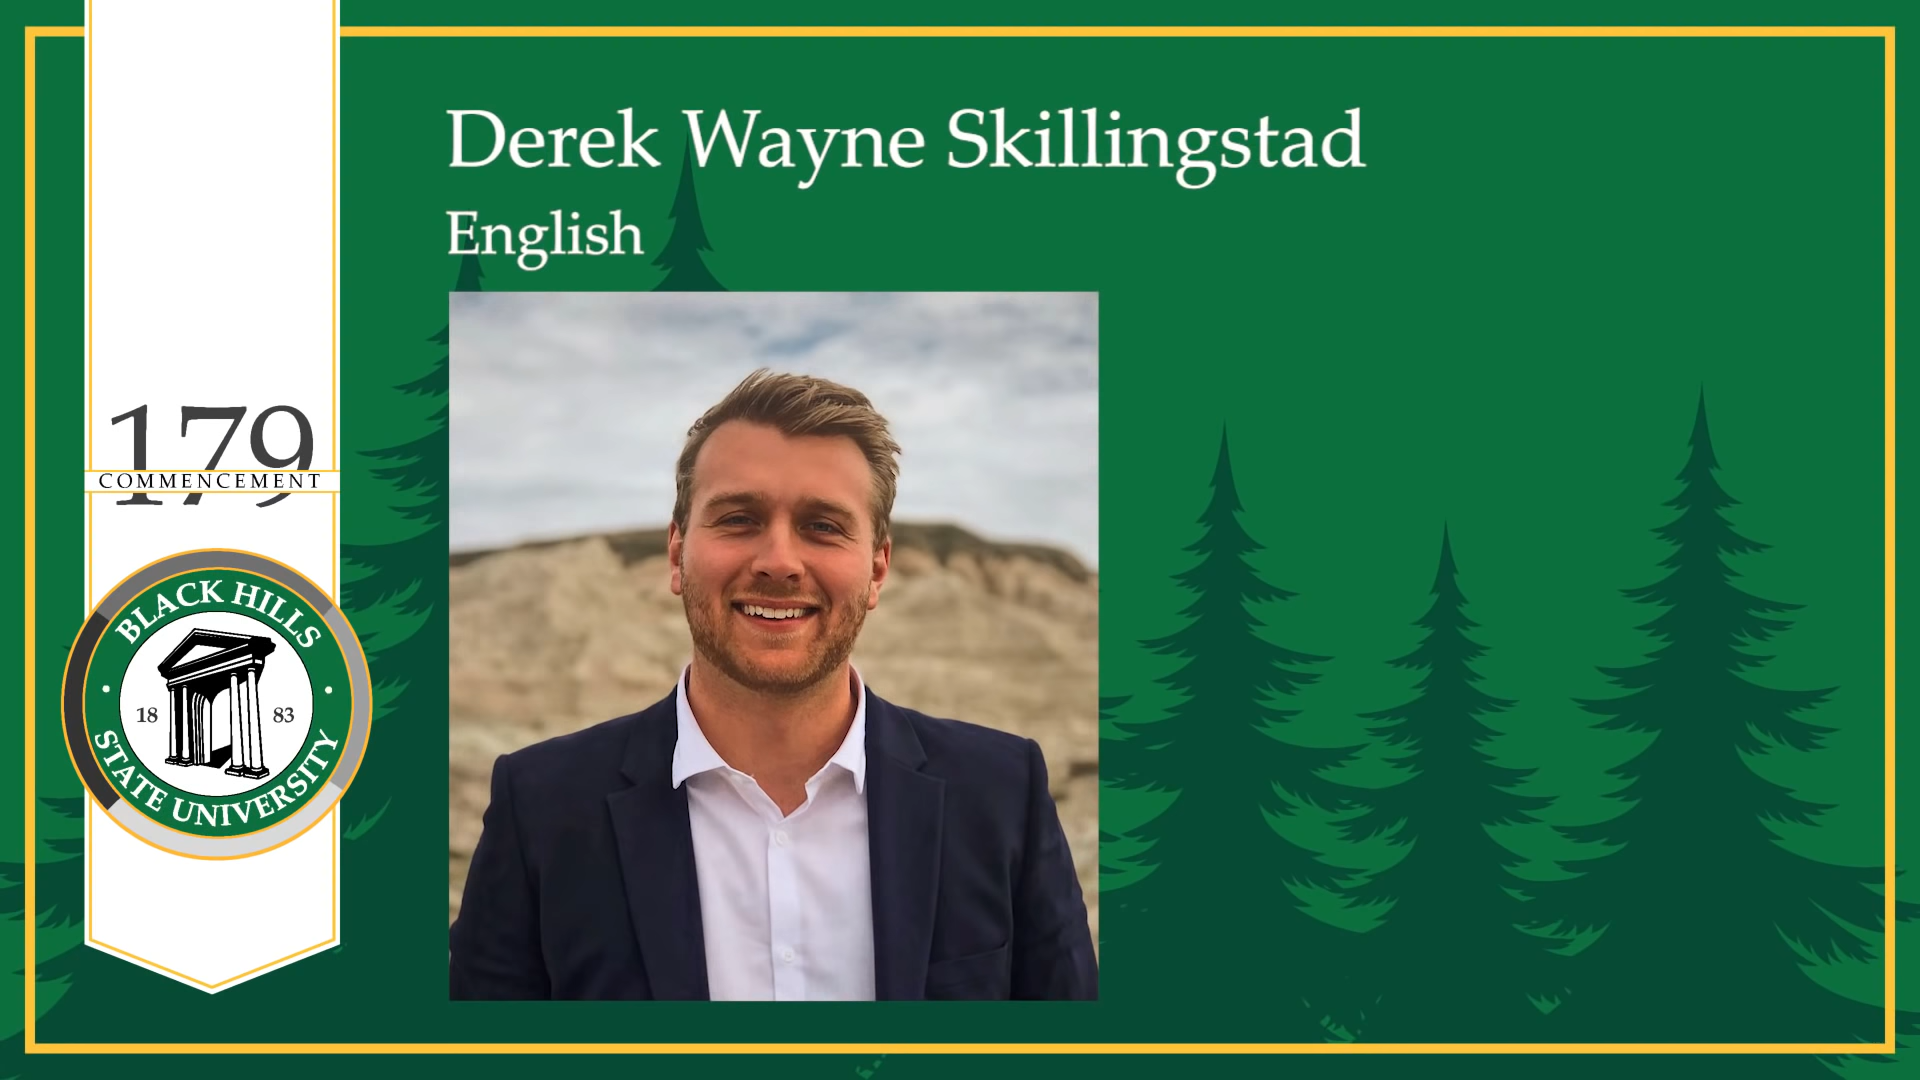 Derek Wayne Skillingstad
English
179
COMMENCEMENT
BLACK HILLS
18 83
STATE UNIVERSITY